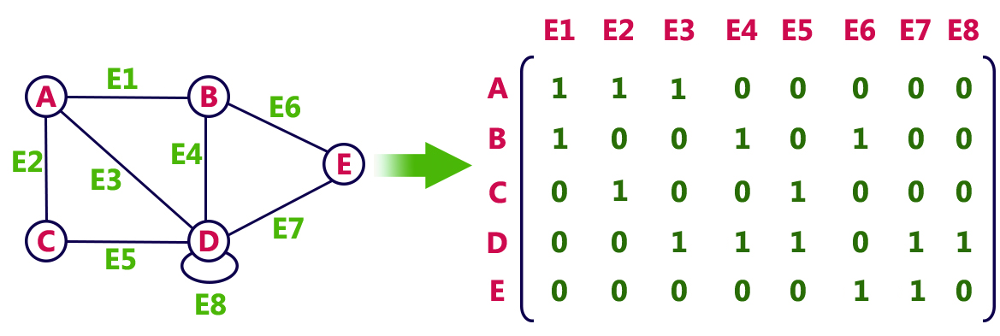 E1
A
B
E6
E2
E3
E4
E
C
D
E7
E5
E8
E1 E2 E3 E4 E5 E6 E7 E8
A 1 1 1 0 0 0 0 0
B 1 0 0 1 0 1 0 0
C 0 1 0 0 1 0 0 0
D 0 0 1 1 1 0 1 1
E 0 0 0 0 0 1 1 0